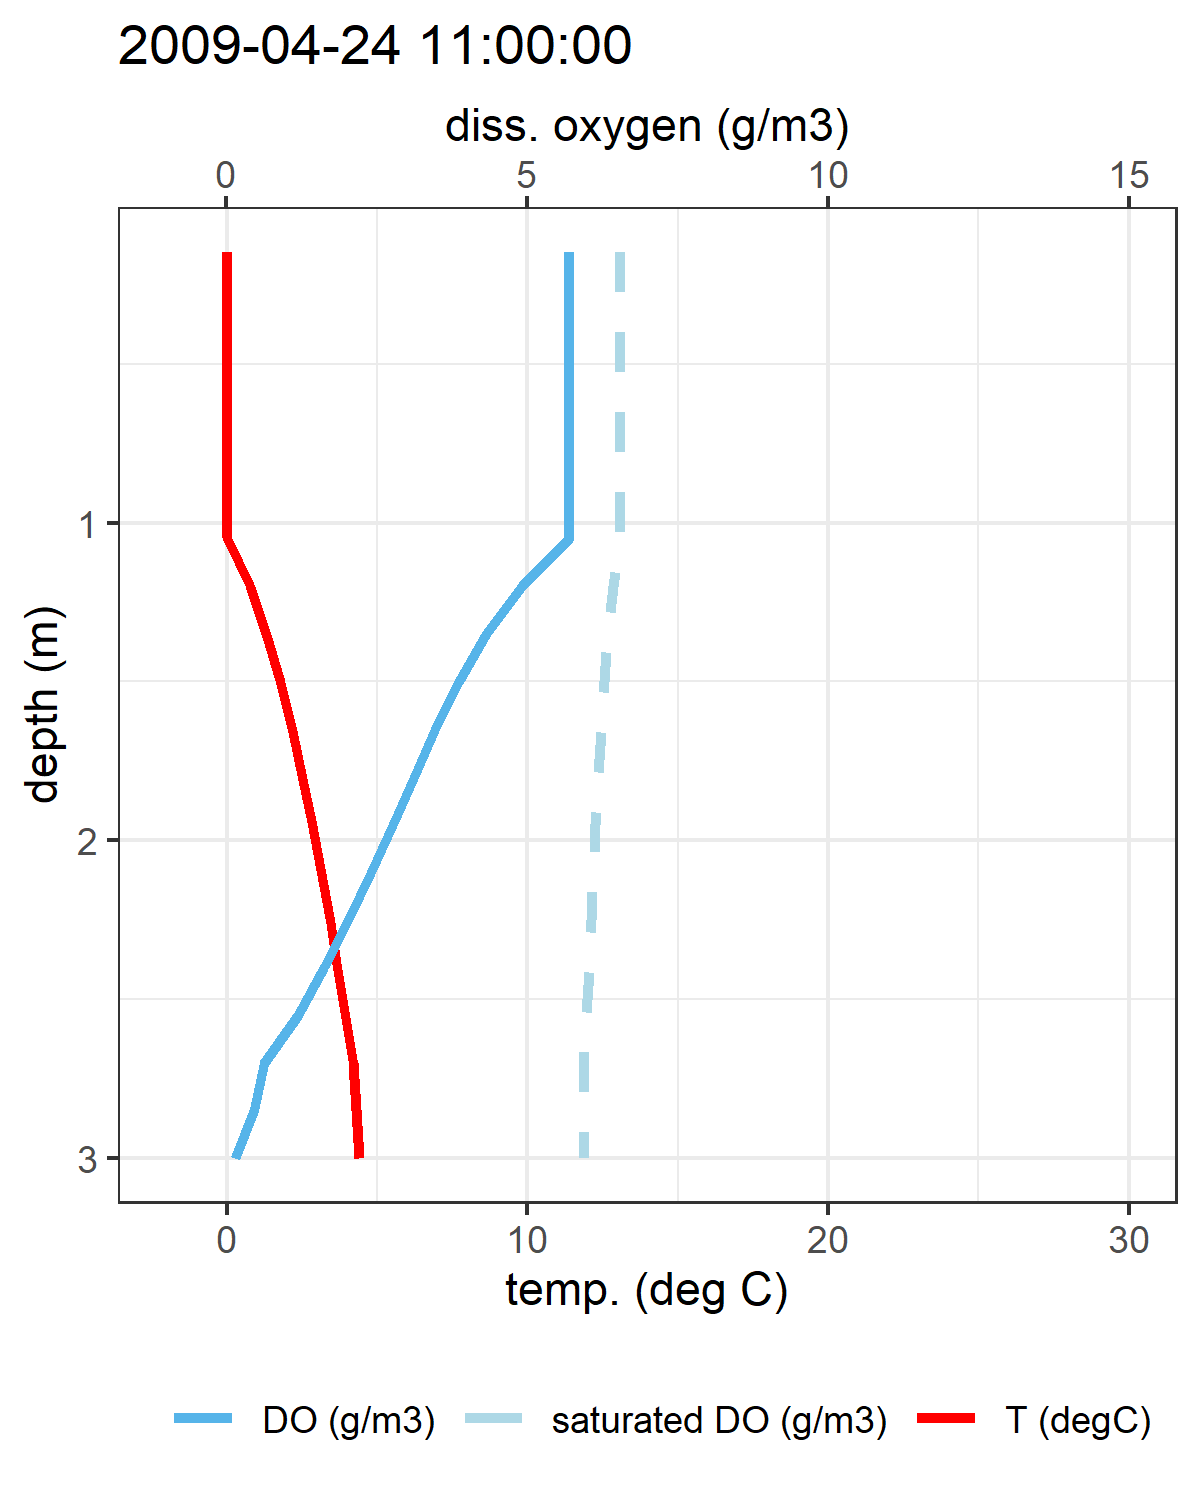 2009-04-24 11:00:00
diss. oxygen (g/m3)
0 5 10 15
depth (m)
1
2
3
0 10 20 30
temp. (deg C)
DO (g/m3) saturated DO (g/m3) T (degC)